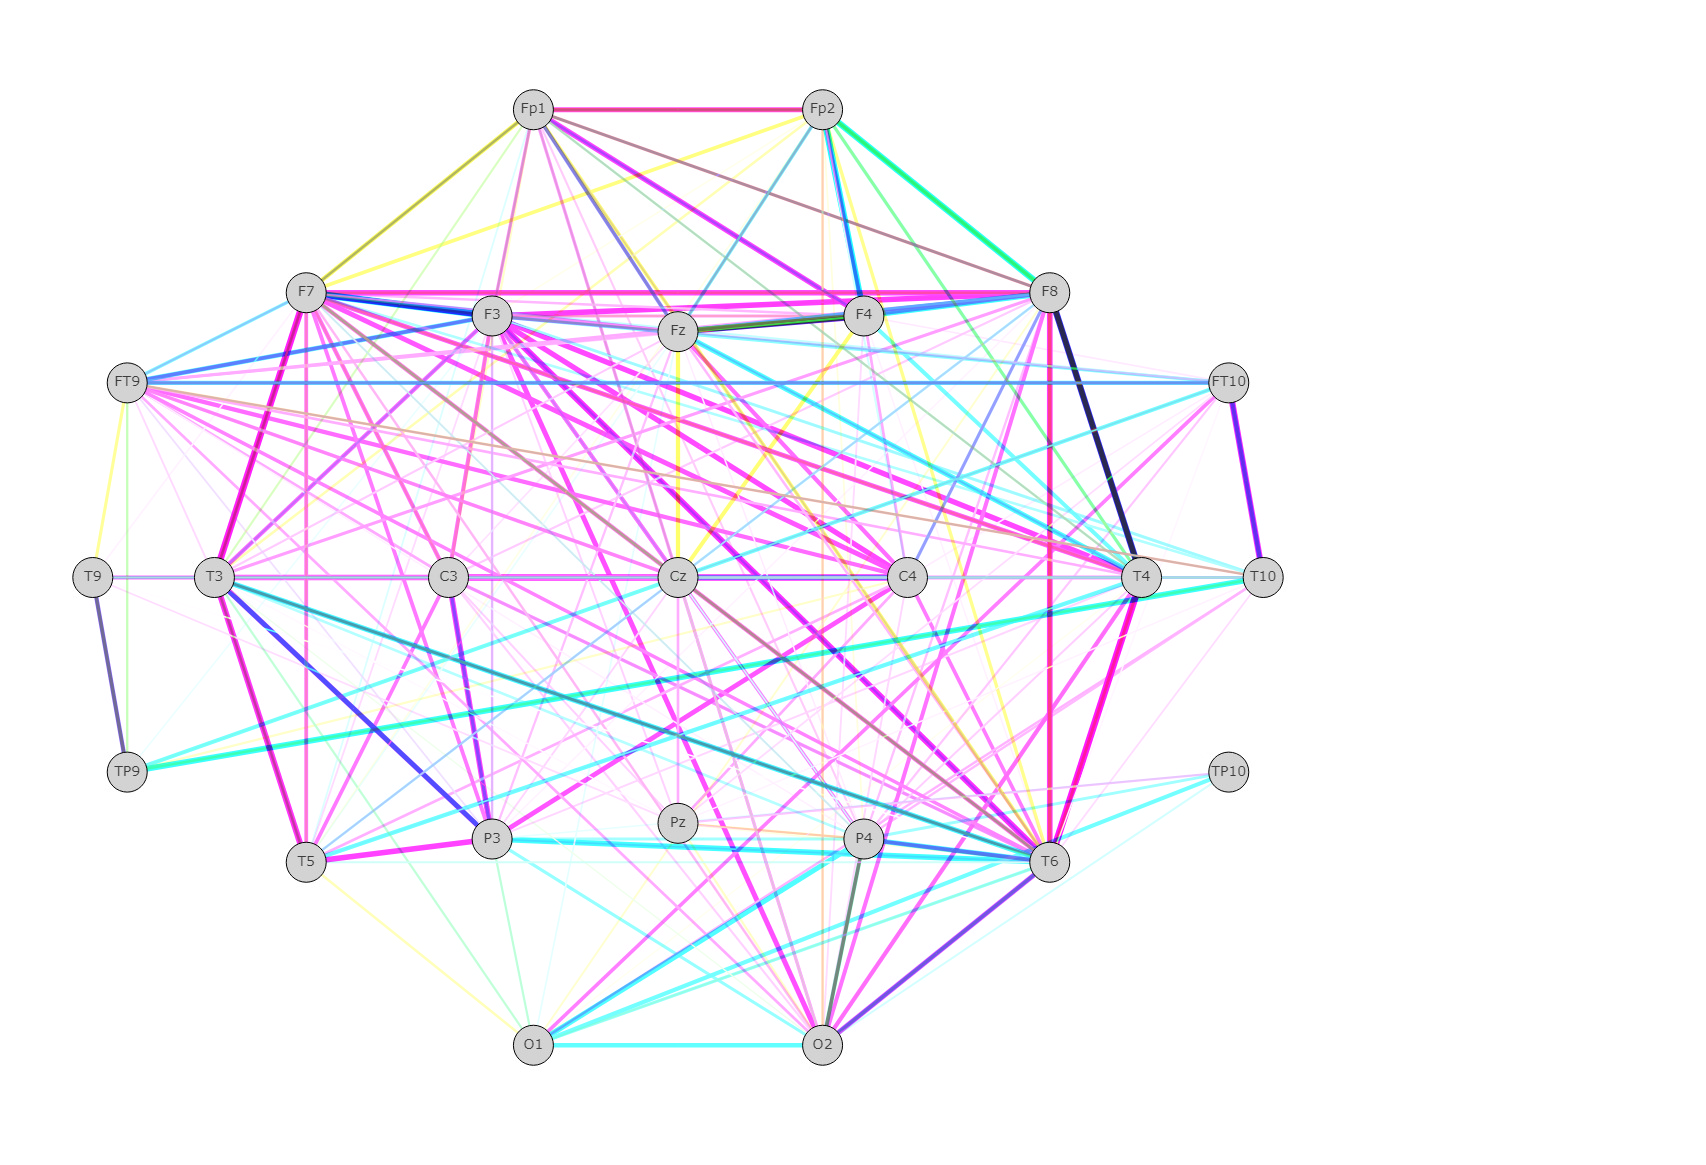 Fp1 Fp2
F7 F8
F3 Fz F4
FT9 FT10
T9 T3 C3 Cz C4 T4 T10
TP9 TP10
Pz
P3 P4
T5 T6
O1 O2